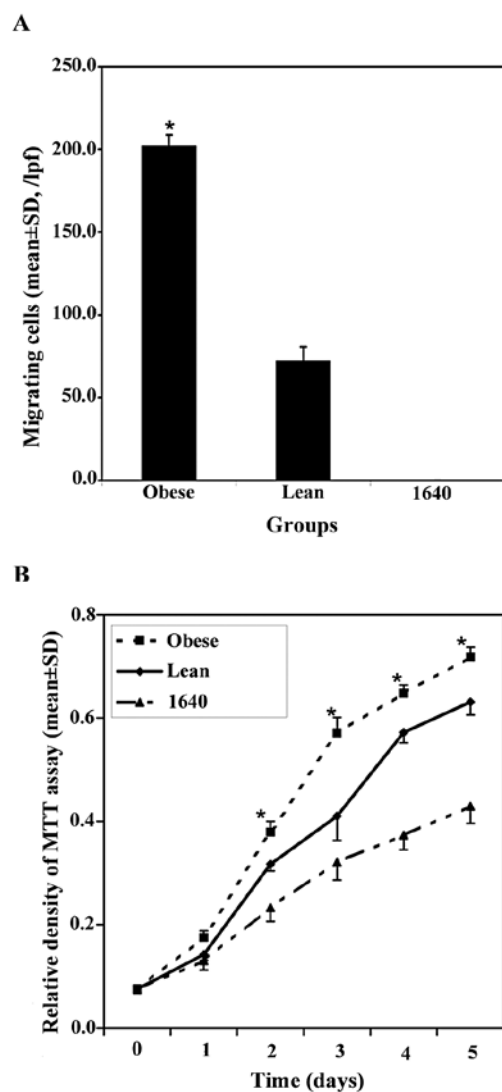 A
250.0
200.0
150.0
100.0
50.0
0.0
Migrating cells (mean±SD, /lpf)
*
Obese Lean 1640
Groups
B
0.8
0.6
0.4
0.2
0.0
Relative density of MTT assay (mean±SD)
Obese
Lean
1640
* * * *
0 1 2 3 4 5
Time (days)